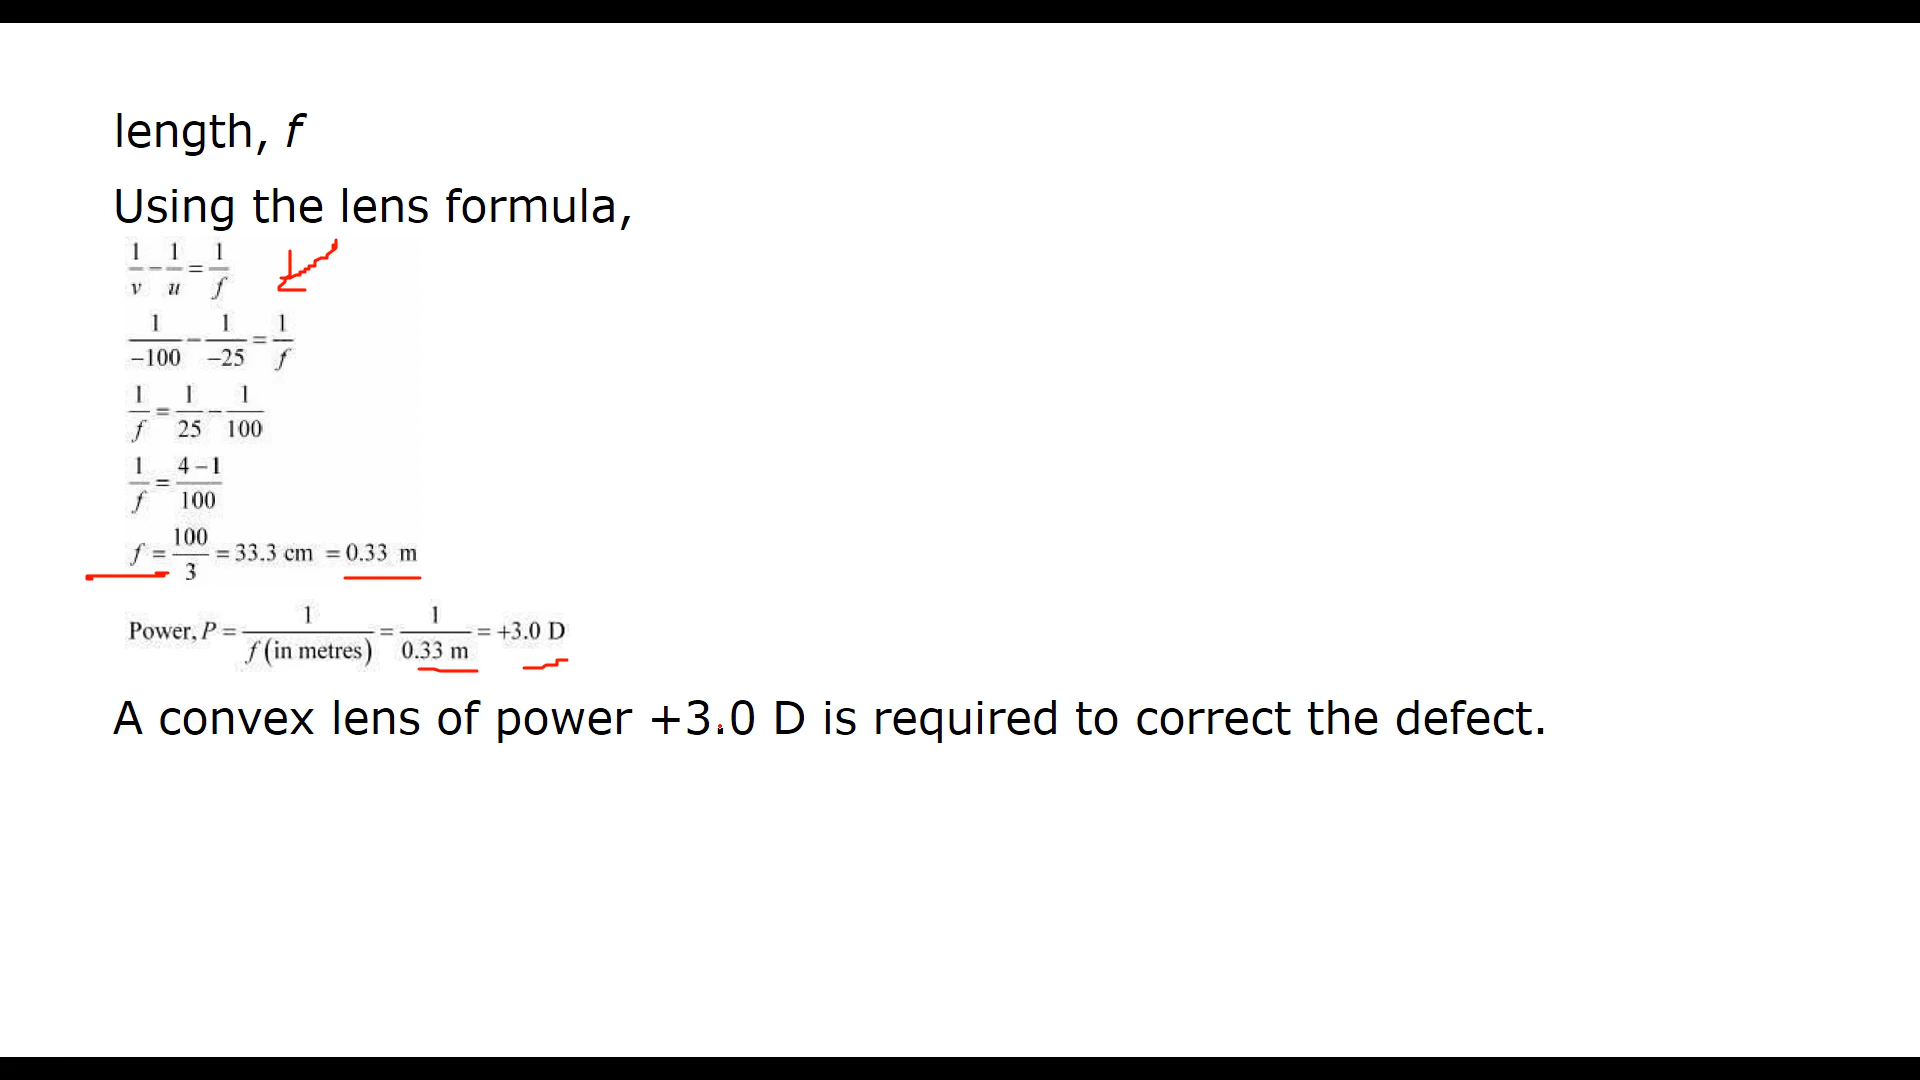 length, f
Using the lens formula,
1/v − 1/u = 1/f
1/−100 − 1/−25 = 1/f
1/f = 1/25 − 1/100
1/f = 4−1/100
f = 100/3 = 33.3 cm = 0.33 m
Power, P = 1/f (in metres) = 1/0.33 m = +3.0 D
A convex lens of power +3.0 D is required to correct the defect.